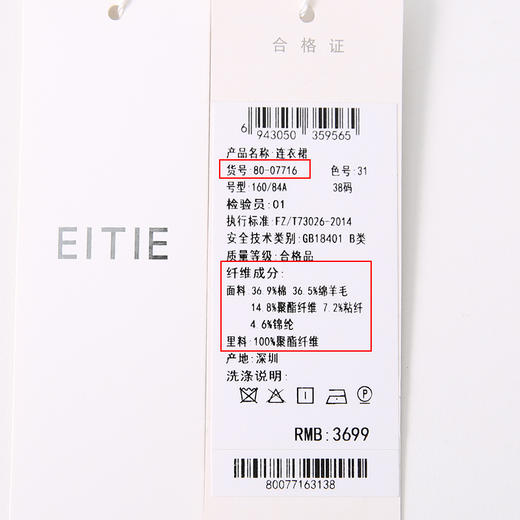 合格证
EITIE
6 943050 359565
产品名称:连衣裙
货号:80-07716 色号:31
号型:160/84A 38码
检验员:01
执行标准:FZ/T73026-2014
安全技术类别:GB18401 B类
质量等级:合格品
纤维成分:
面料:36.9%棉 36.5%绵羊毛
14.8%聚酯纤维 7.2%粘纤
4.6%锦纶
里料:100%聚酯纤维
产地:深圳
洗涤说明:
RMB:3699
80077163138